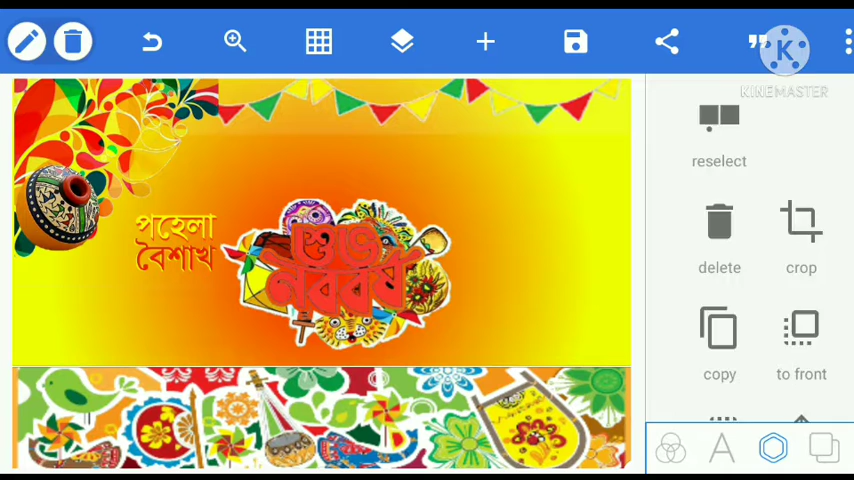 K
KINEMASTER
reselect
পহেলা
বৈশাখ
শুভ
নববর্ষ
delete
crop
copy
to front
A